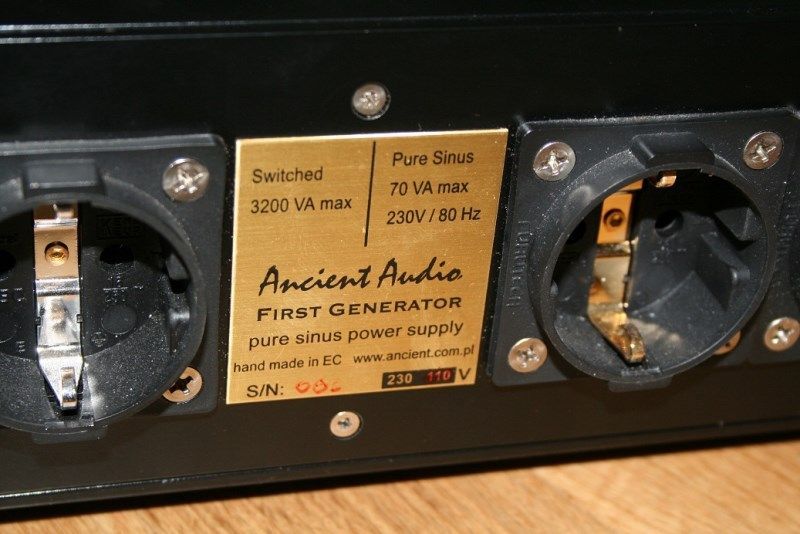 Switched
3200 VA max
Pure Sinus
70 VA max
230V / 80 Hz
Ancient Audio
FIRST GENERATOR
pure sinus power supply
hand made in EC www.ancient.com.pl
S/N: 002
230 110 V